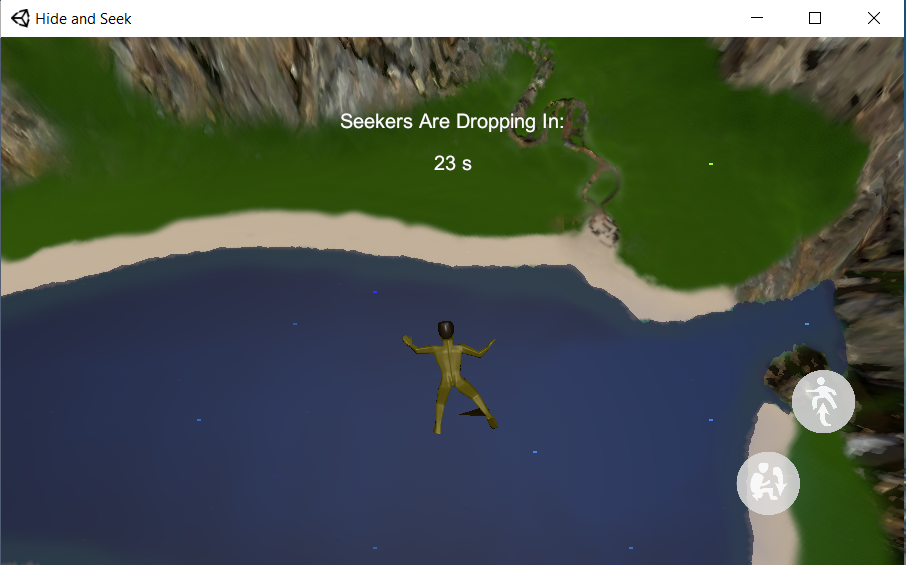 Hide and Seek
Seekers Are Dropping In:
23 s